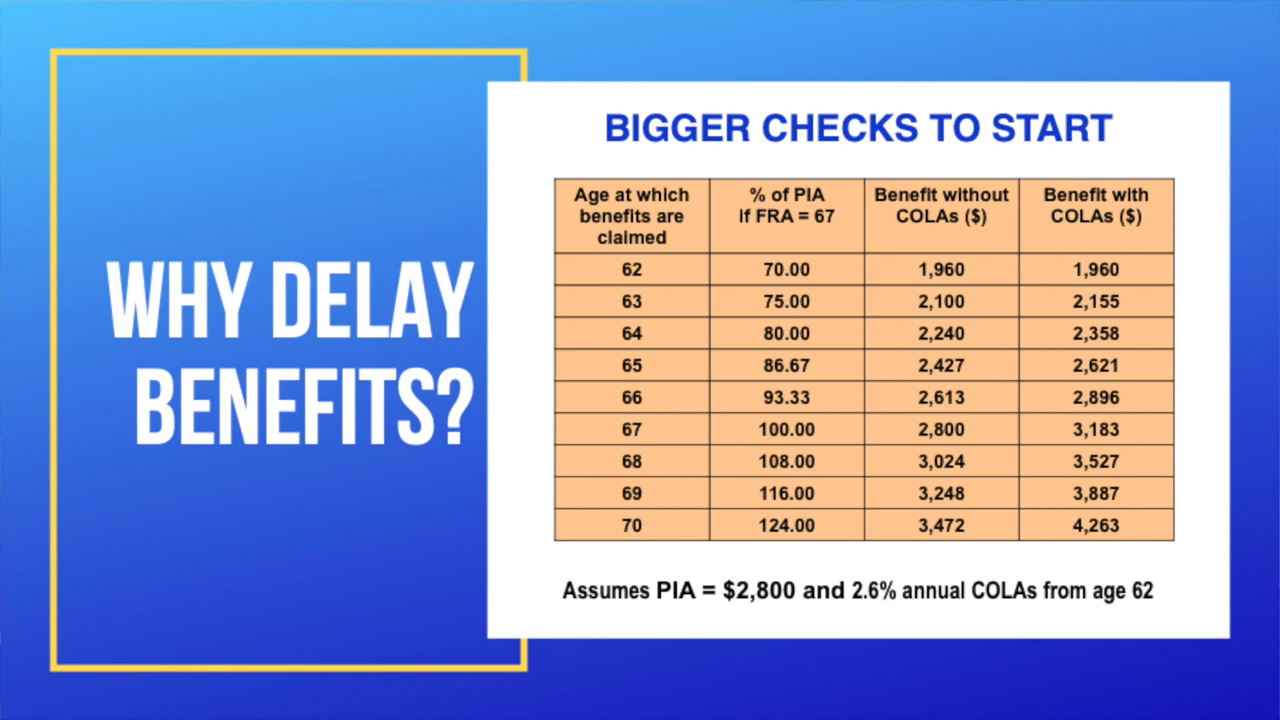 WHY DELAY
BENEFITS?
BIGGER CHECKS TO START
Age at which benefits are claimed | % of PIA if FRA = 67 | Benefit without COLAs ($) | Benefit with COLAs ($)
62 70.00 1,960 1,960
63 75.00 2,100 2,155
64 80.00 2,240 2,358
65 86.67 2,427 2,621
66 93.33 2,613 2,896
67 100.00 2,800 3,183
68 108.00 3,024 3,527
69 116.00 3,248 3,887
70 124.00 3,472 4,263
Assumes PIA = $2,800 and 2.6% annual COLAs from age 62